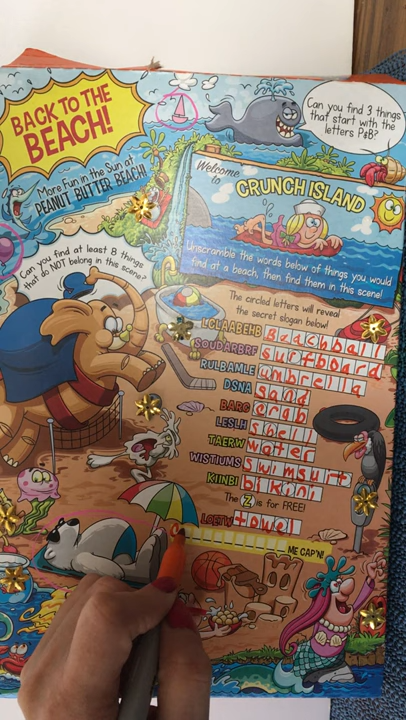 BACK TO THE
BEACH!
More Fun in the Sun at
PEANUT BUTTER BEACH!
Can you find 3 things
that start with the
letters P&B?
Welcome
to
CRUNCH ISLAND
Unscramble the words below of things you would
find at a beach, then find them in this scene!
Can you find at least 8 things
that do NOT belong in this scene?
The circled letters will reveal
the secret slogan below!
LCLAABEHB Beachball
SOUDARBRF surfboard
RULBAMLE umbrella
DSNA sand
BARC crab
LESLH shell
TAERW water
WISTIUMS swimsuit
KIINBI bikini
The Z is for FREE!
LOETW towel
ME CAP'N!